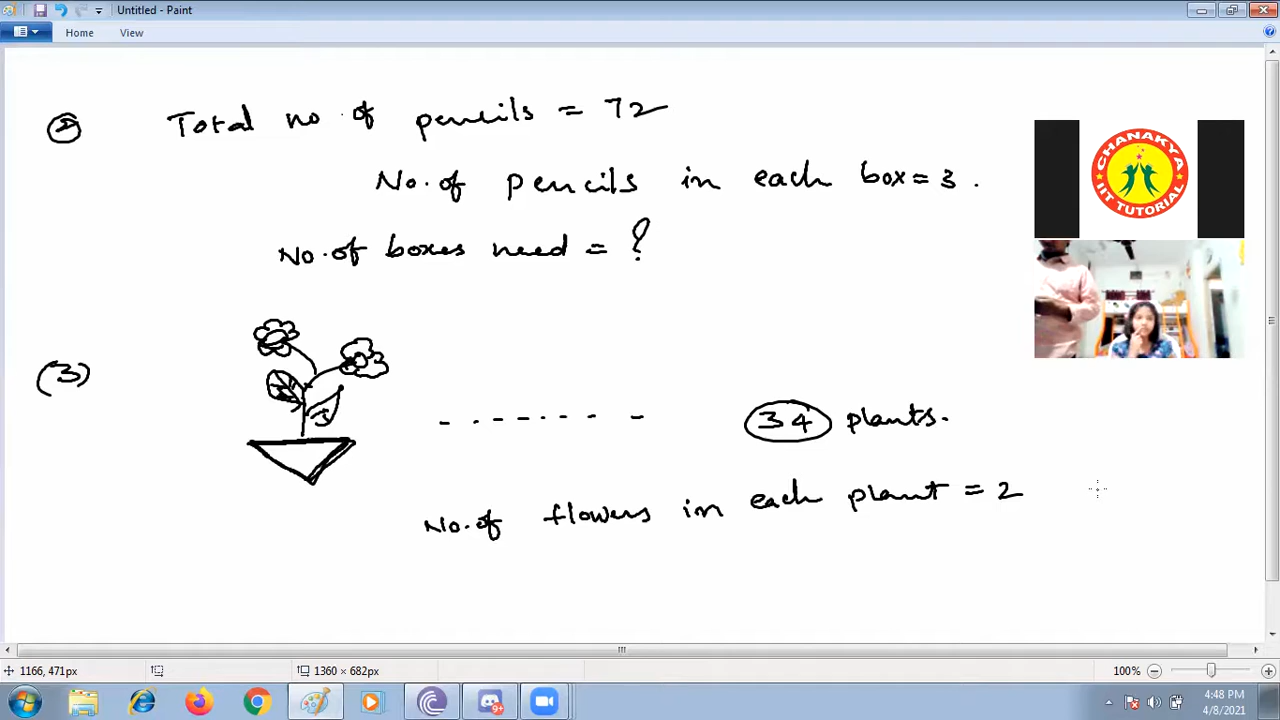 Untitled - Paint
Home View
(2) Total no. of pencils = 72
No. of pencils in each box = 3.
No. of boxes need = ?
CHANAKYA
IIT TUTORIAL
(3)
- - - - - - - 34 plants.
No. of flowers in each plant = 2
1166, 471px
1360 × 682px
100%
9+
4:48 PM
4/8/2021